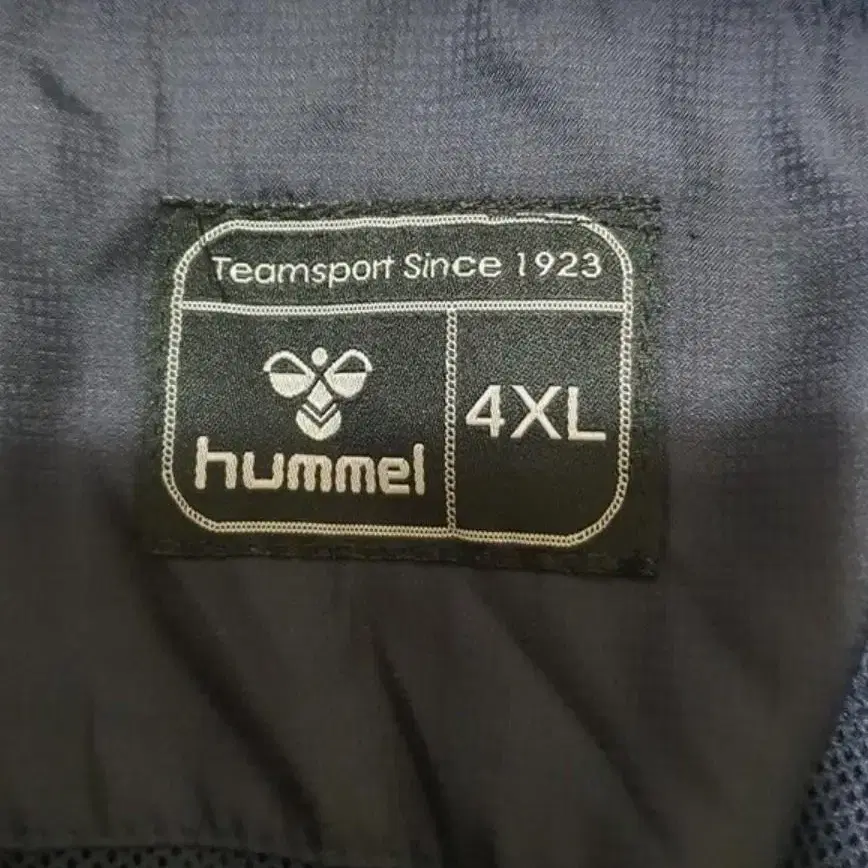 Teamsport Since 1923
hummel
4XL